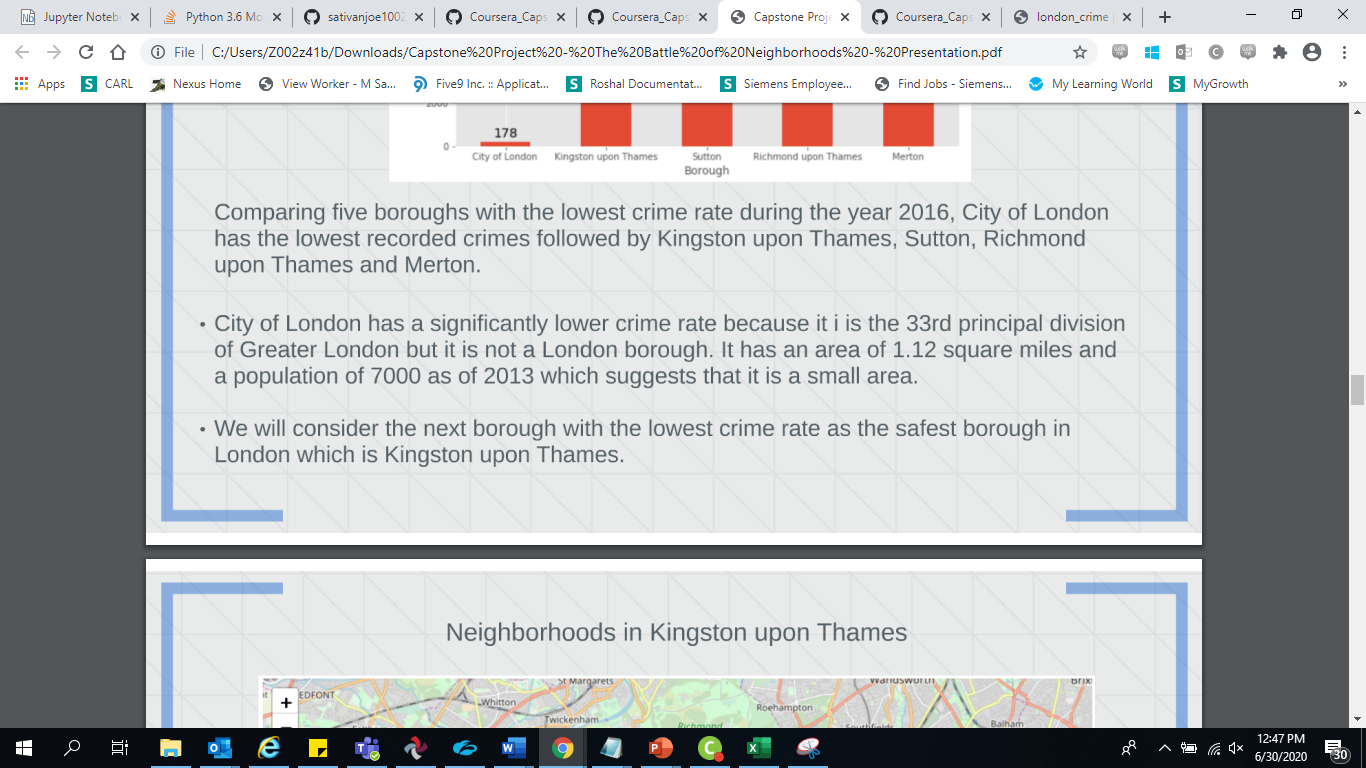 Jupyter Noteb
Python 3.6 Mo
sativanjoe1002
Coursera_Caps
Coursera_Caps
Capstone Proje
Coursera_Caps
london_crime
File
C:/Users/Z002z41b/Downloads/Capstone%20Project%20-%20The%20Battle%20of%20Neighborhoods%20-%20Presentation.pdf
Apps
CARL
Nexus Home
View Worker - M Sa...
Five9 Inc. :: Applicat...
Roshal Documentat...
Siemens Employee...
Find Jobs - Siemens...
My Learning World
MyGrowth
2000
178
0
City of London
Kingston upon Thames
Sutton
Richmond upon Thames
Merton
Borough
Comparing five boroughs with the lowest crime rate during the year 2016, City of London
has the lowest recorded crimes followed by Kingston upon Thames, Sutton, Richmond
upon Thames and Merton.
• City of London has a significantly lower crime rate because it i is the 33rd principal division
of Greater London but it is not a London borough. It has an area of 1.12 square miles and
a population of 7000 as of 2013 which suggests that it is a small area.
• We will consider the next borough with the lowest crime rate as the safest borough in
London which is Kingston upon Thames.
Neighborhoods in Kingston upon Thames
EDFONT
St Margarets
Wandsworth
Brix
Whitton
Roehampton
Twickenham
Richmond
Southfields
Balham
+
12:47 PM
6/30/2020
30